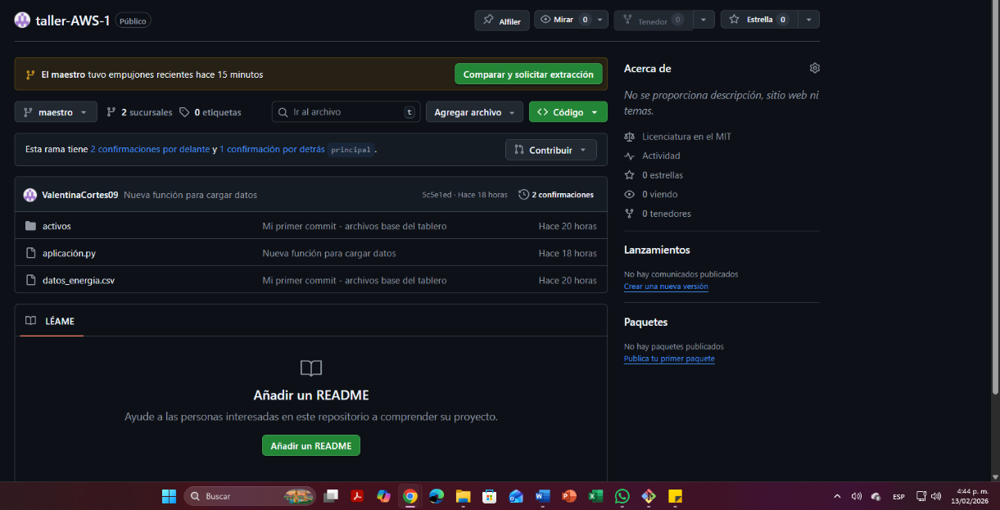 taller-AWS-1 Público
Alfiler
Mirar 0
Tenedor 0
Estrella 0
El maestro tuvo empujones recientes hace 15 minutos
Comparar y solicitar extracción
maestro
2 sucursales
0 etiquetas
Ir al archivo t
Agregar archivo
<> Código
Esta rama tiene 2 confirmaciones por delante y 1 confirmación por detrás principal .
Contribuir
ValentinaCortes09 Nueva función para cargar datos
5c5e1ed · Hace 18 horas
2 confirmaciones
activos Mi primer commit - archivos base del tablero Hace 20 horas
aplicación.py Nueva función para cargar datos Hace 18 horas
datos_energia.csv Mi primer commit - archivos base del tablero Hace 20 horas
LÉAME
Añadir un README
Ayude a las personas interesadas en este repositorio a comprender su proyecto.
Añadir un README
Acerca de
No se proporciona descripción, sitio web ni
temas.
Licenciatura en el MIT
Actividad
0 estrellas
0 viendo
0 tenedores
Lanzamientos
No hay comunicados publicados
Crear una nueva versión
Paquetes
No hay paquetes publicados
Publica tu primer paquete
Buscar
ESP
4:44 p. m.
13/02/2026